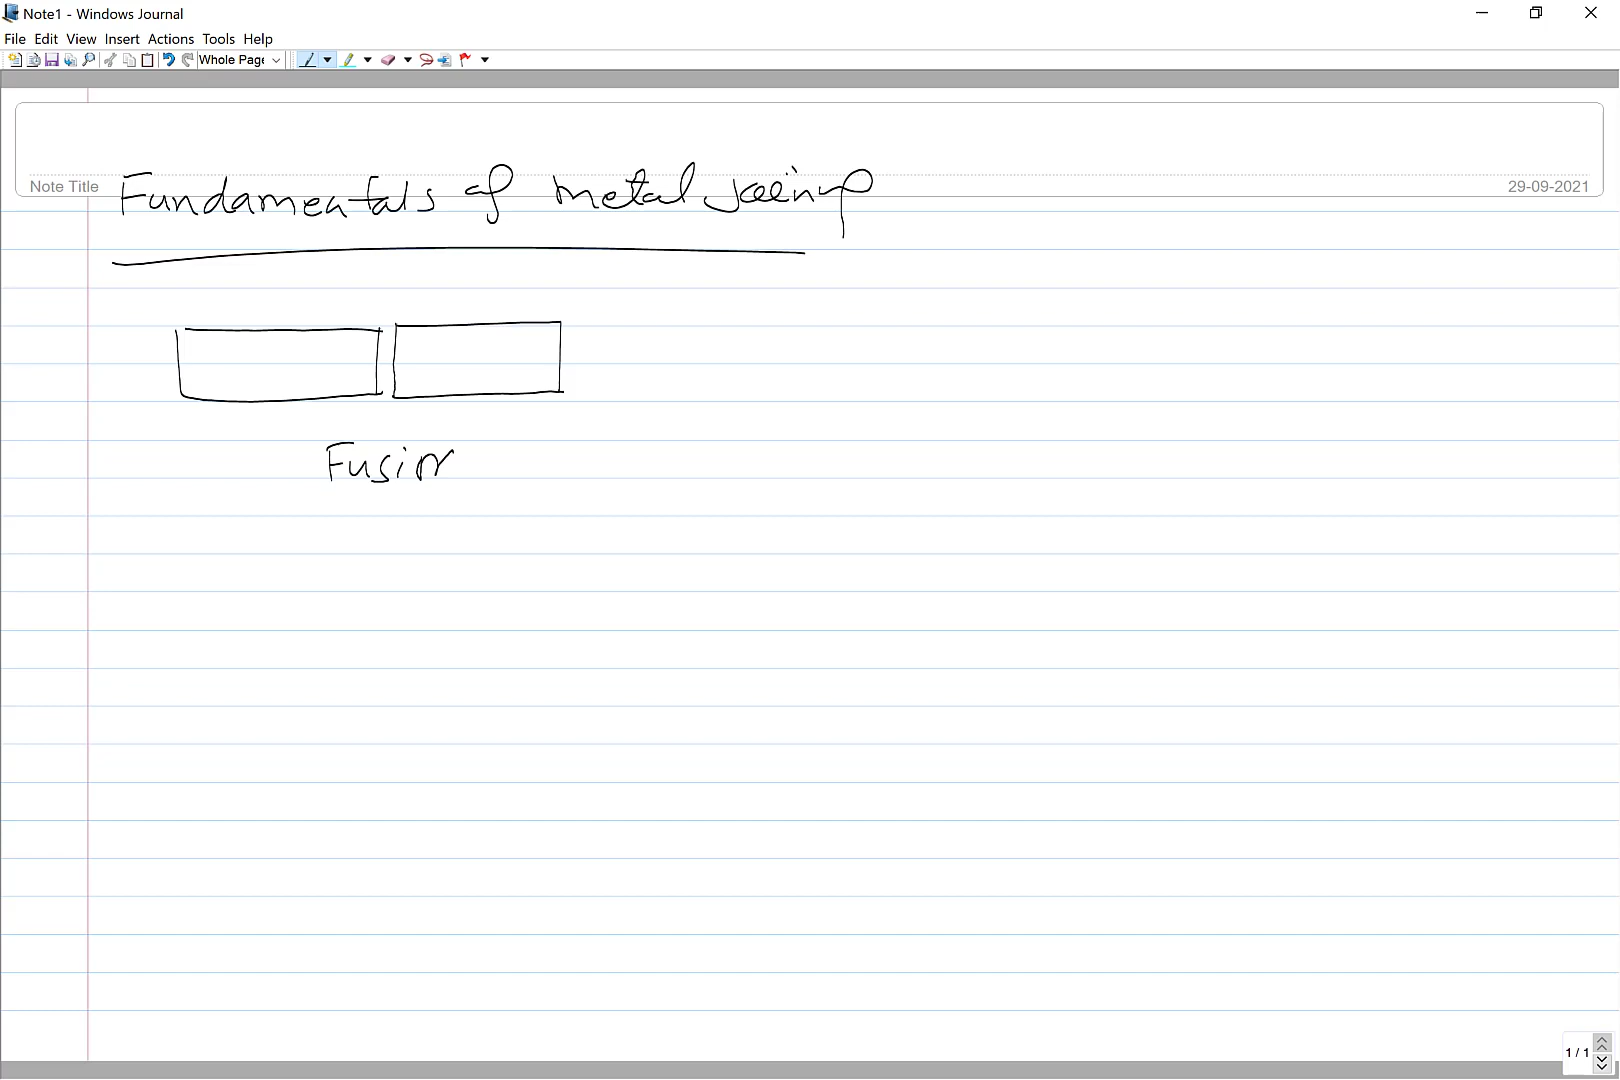 Note1 - Windows Journal
File Edit View Insert Actions Tools Help
Whole Page
Fundamentals of metal joining
Note Title
29-09-2021
Fusion
1 / 1